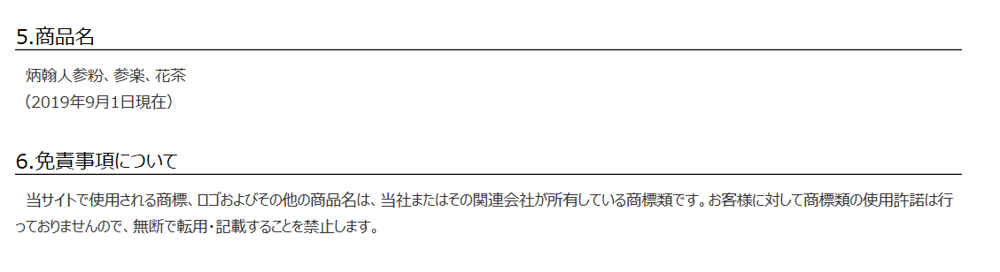 5.商品名
炳翰人参粉、参楽、花茶
（2019年9月1日現在）
6.免責事項について
当サイトで使用される商標、ロゴおよびその他の商品名は、当社またはその関連会社が所有している商標類です。お客様に対して商標類の使用許諾は行
っておりませんので、無断で転用・記載することを禁止します。